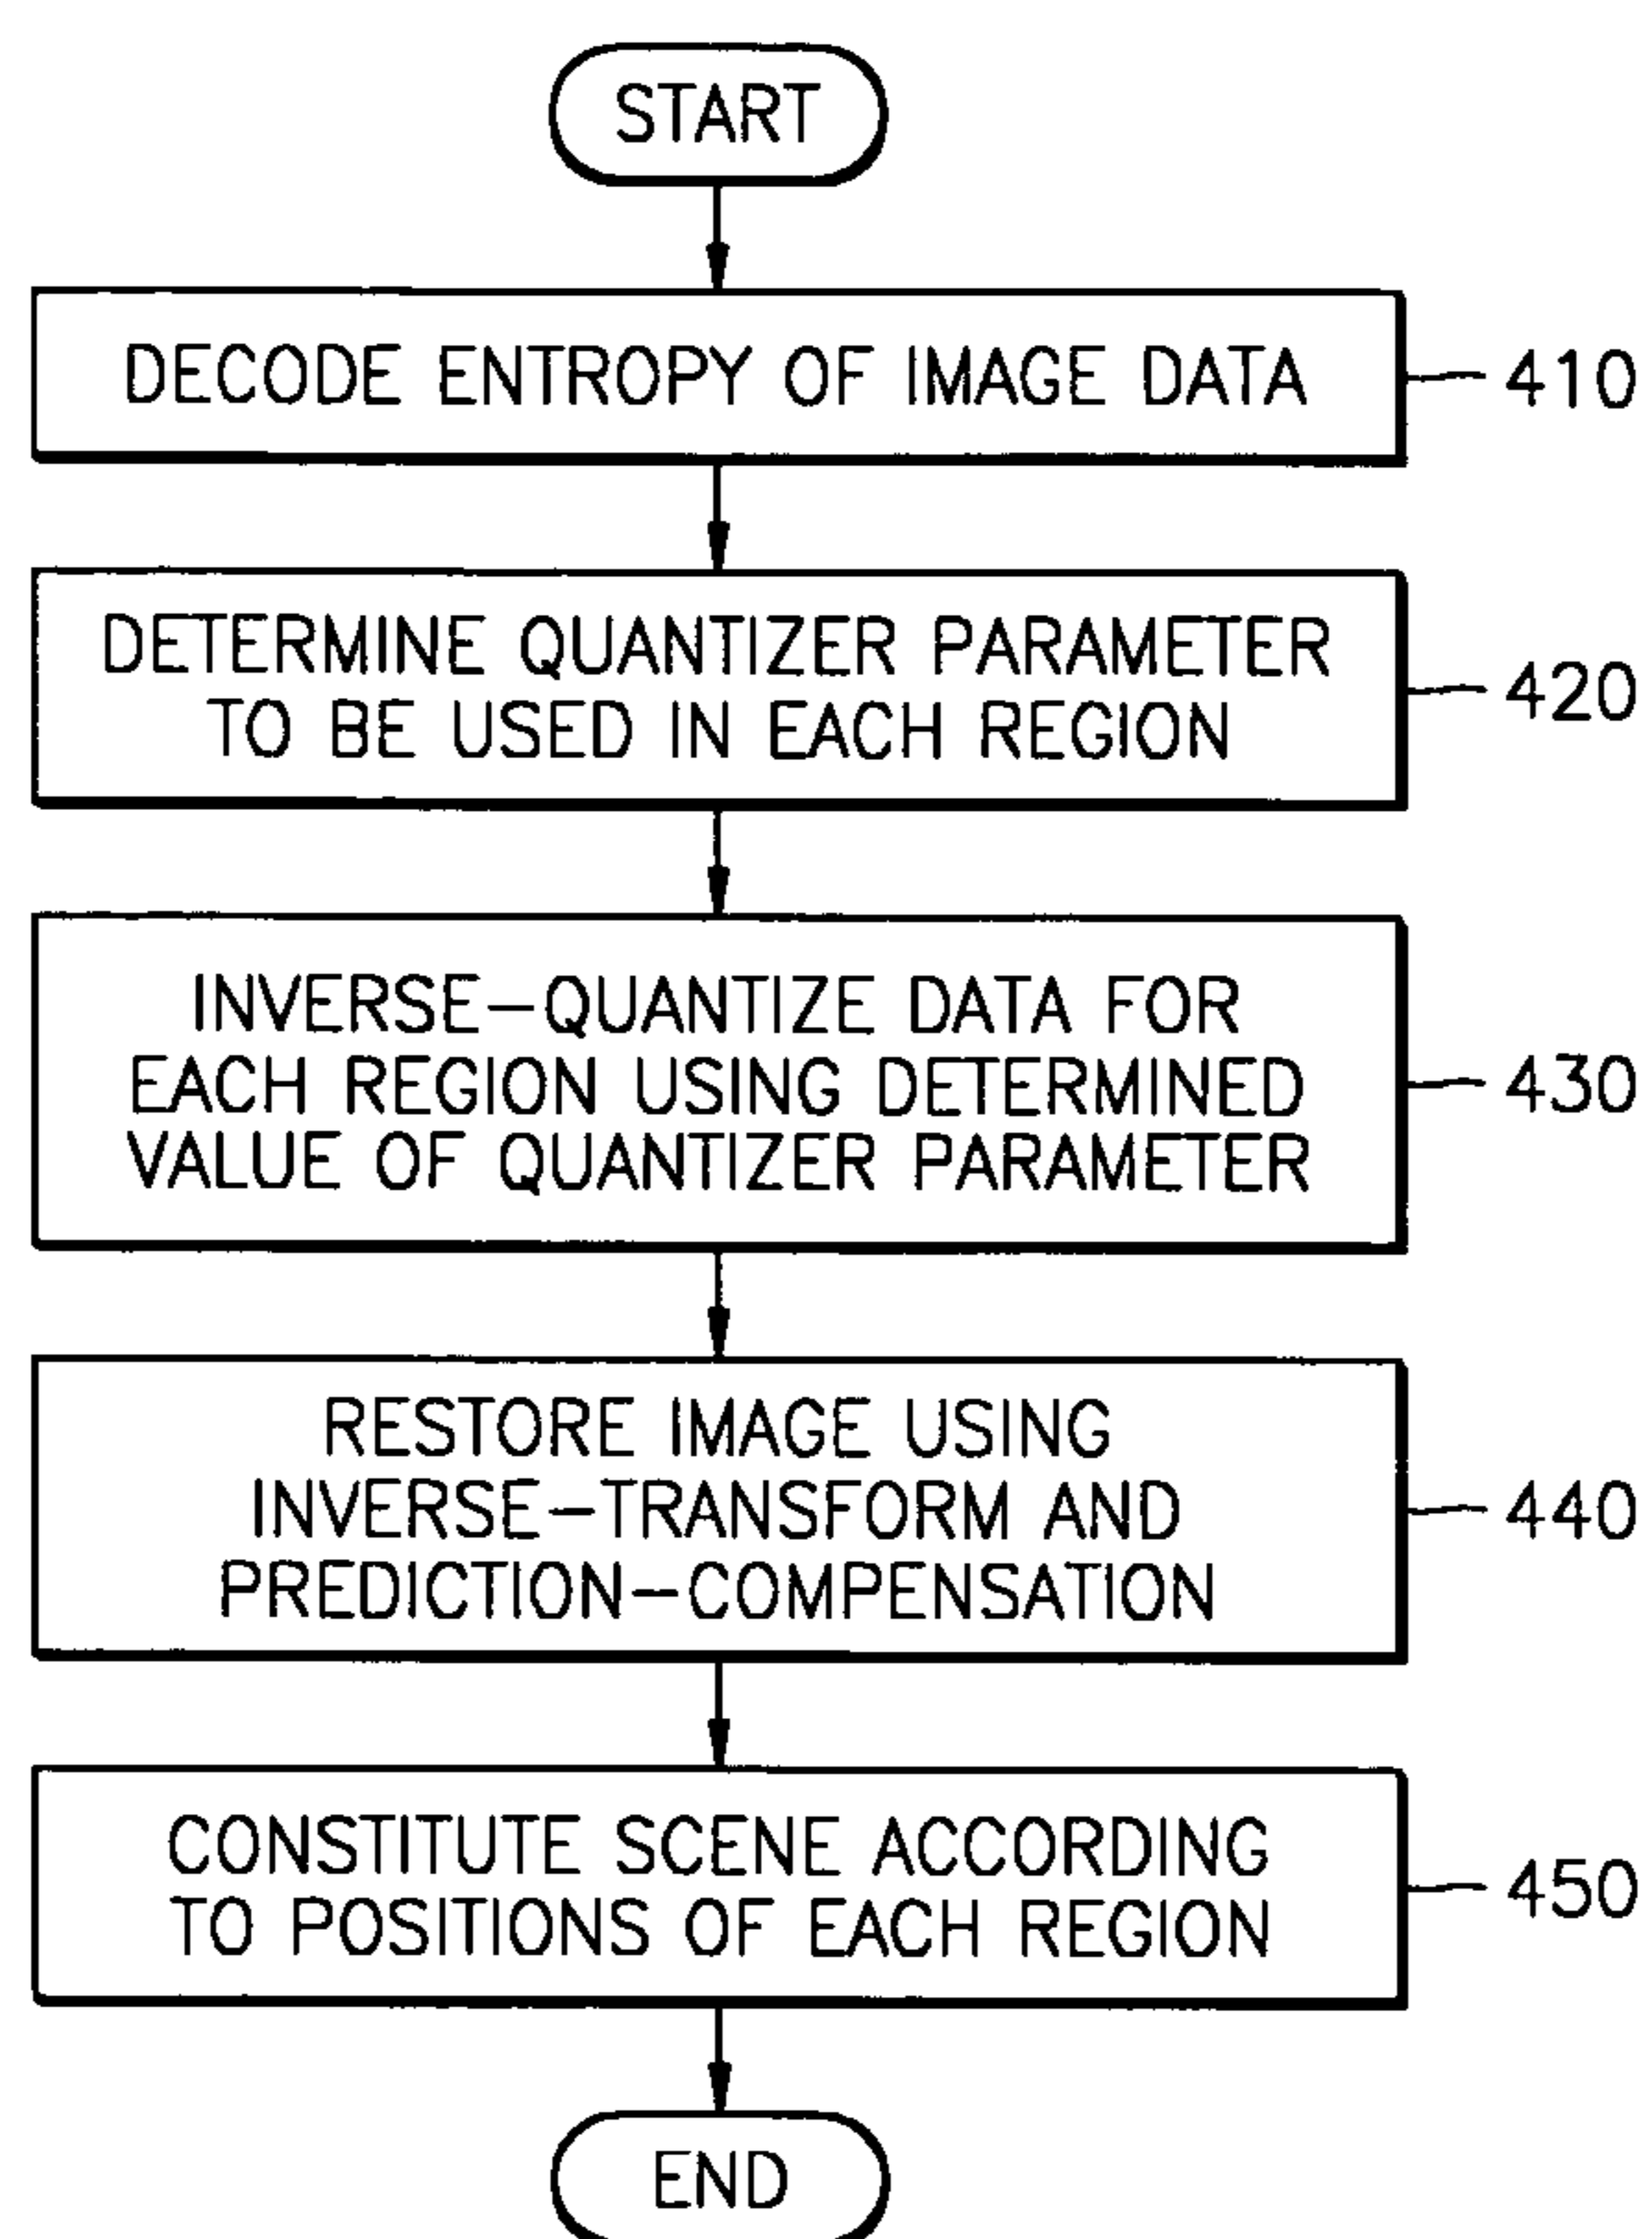 START
DECODE ENTROPY OF IMAGE DATA
410
DETERMINE QUANTIZER PARAMETER
TO BE USED IN EACH REGION
420
INVERSE-QUANTIZE DATA FOR
EACH REGION USING DETERMINED
VALUE OF QUANTIZER PARAMETER
430
RESTORE IMAGE USING
INVERSE-TRANSFORM AND
PREDICTION-COMPENSATION
440
CONSTITUTE SCENE ACCORDING
TO POSITIONS OF EACH REGION
450
END